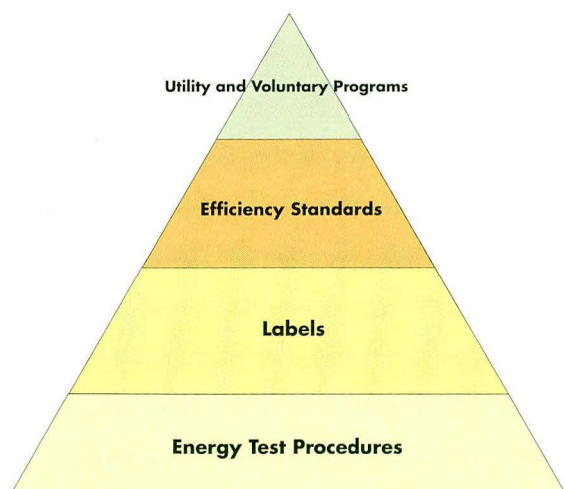 Utility and Voluntary Programs
Efficiency Standards
Labels
Energy Test Procedures